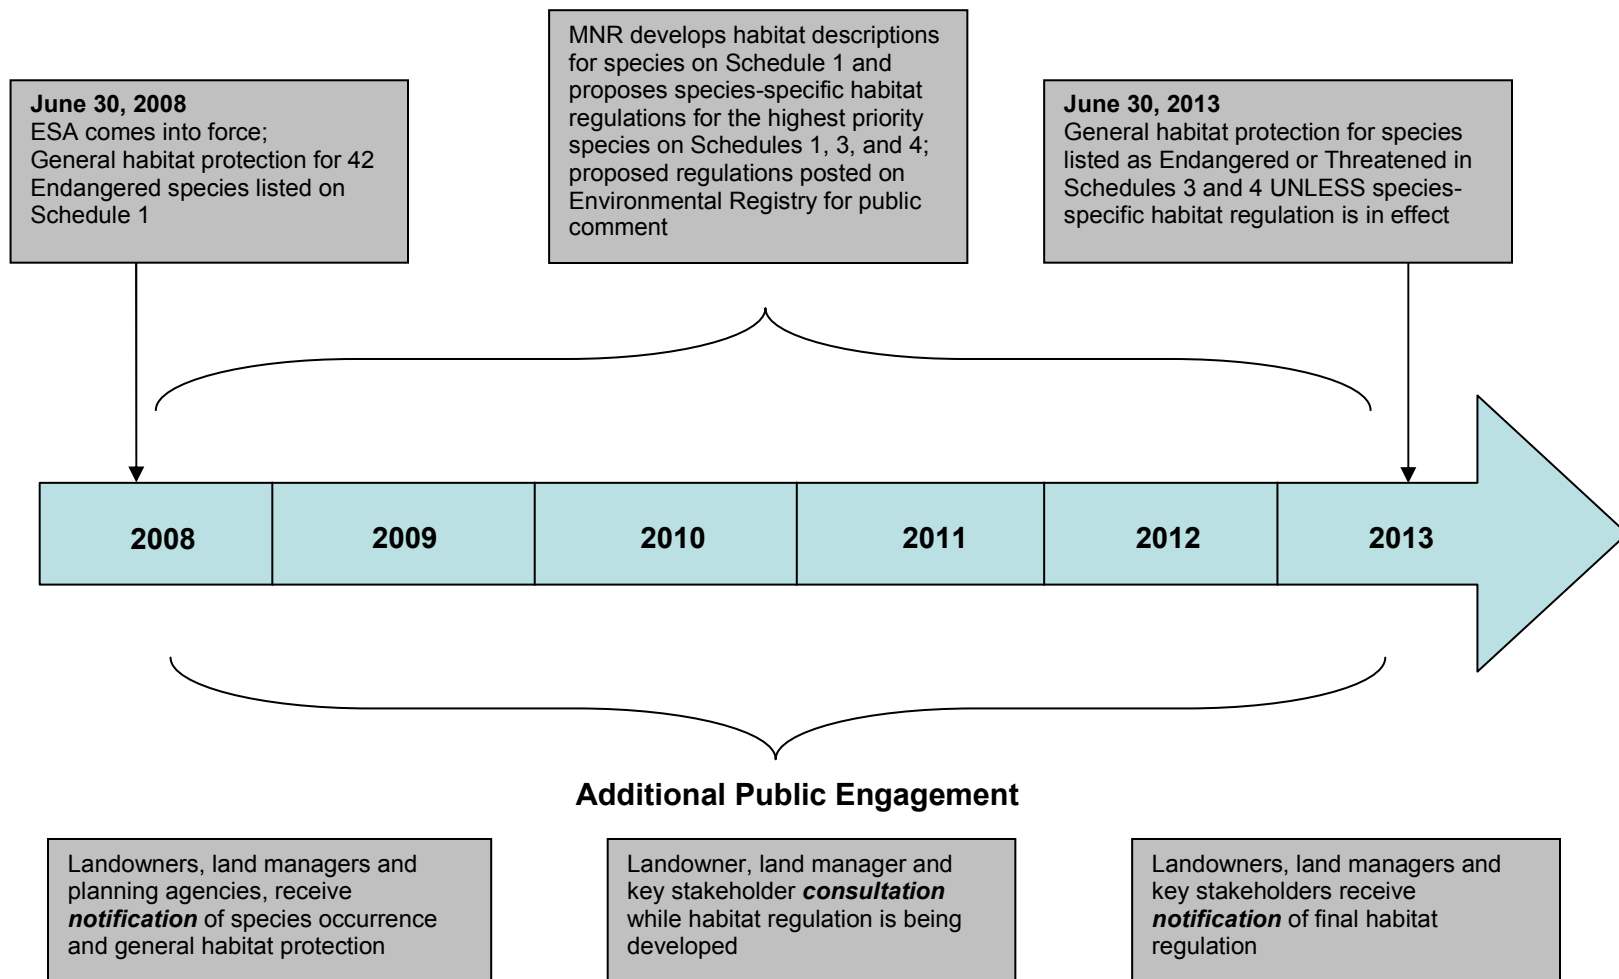 June 30, 2008
ESA comes into force;
General habitat protection for 42
Endangered species listed on
Schedule 1
MNR develops habitat descriptions
for species on Schedule 1 and
proposes species-specific habitat
regulations for the highest priority
species on Schedules 1, 3, and 4;
proposed regulations posted on
Environmental Registry for public
comment
June 30, 2013
General habitat protection for species
listed as Endangered or Threatened in
Schedules 3 and 4 UNLESS species-
specific habitat regulation is in effect
2008
2009
2010
2011
2012
2013
Additional Public Engagement
Landowners, land managers and
planning agencies, receive
notification of species occurrence
and general habitat protection
Landowner, land manager and
key stakeholder consultation
while habitat regulation is being
developed
Landowners, land managers and
key stakeholders receive
notification of final habitat
regulation